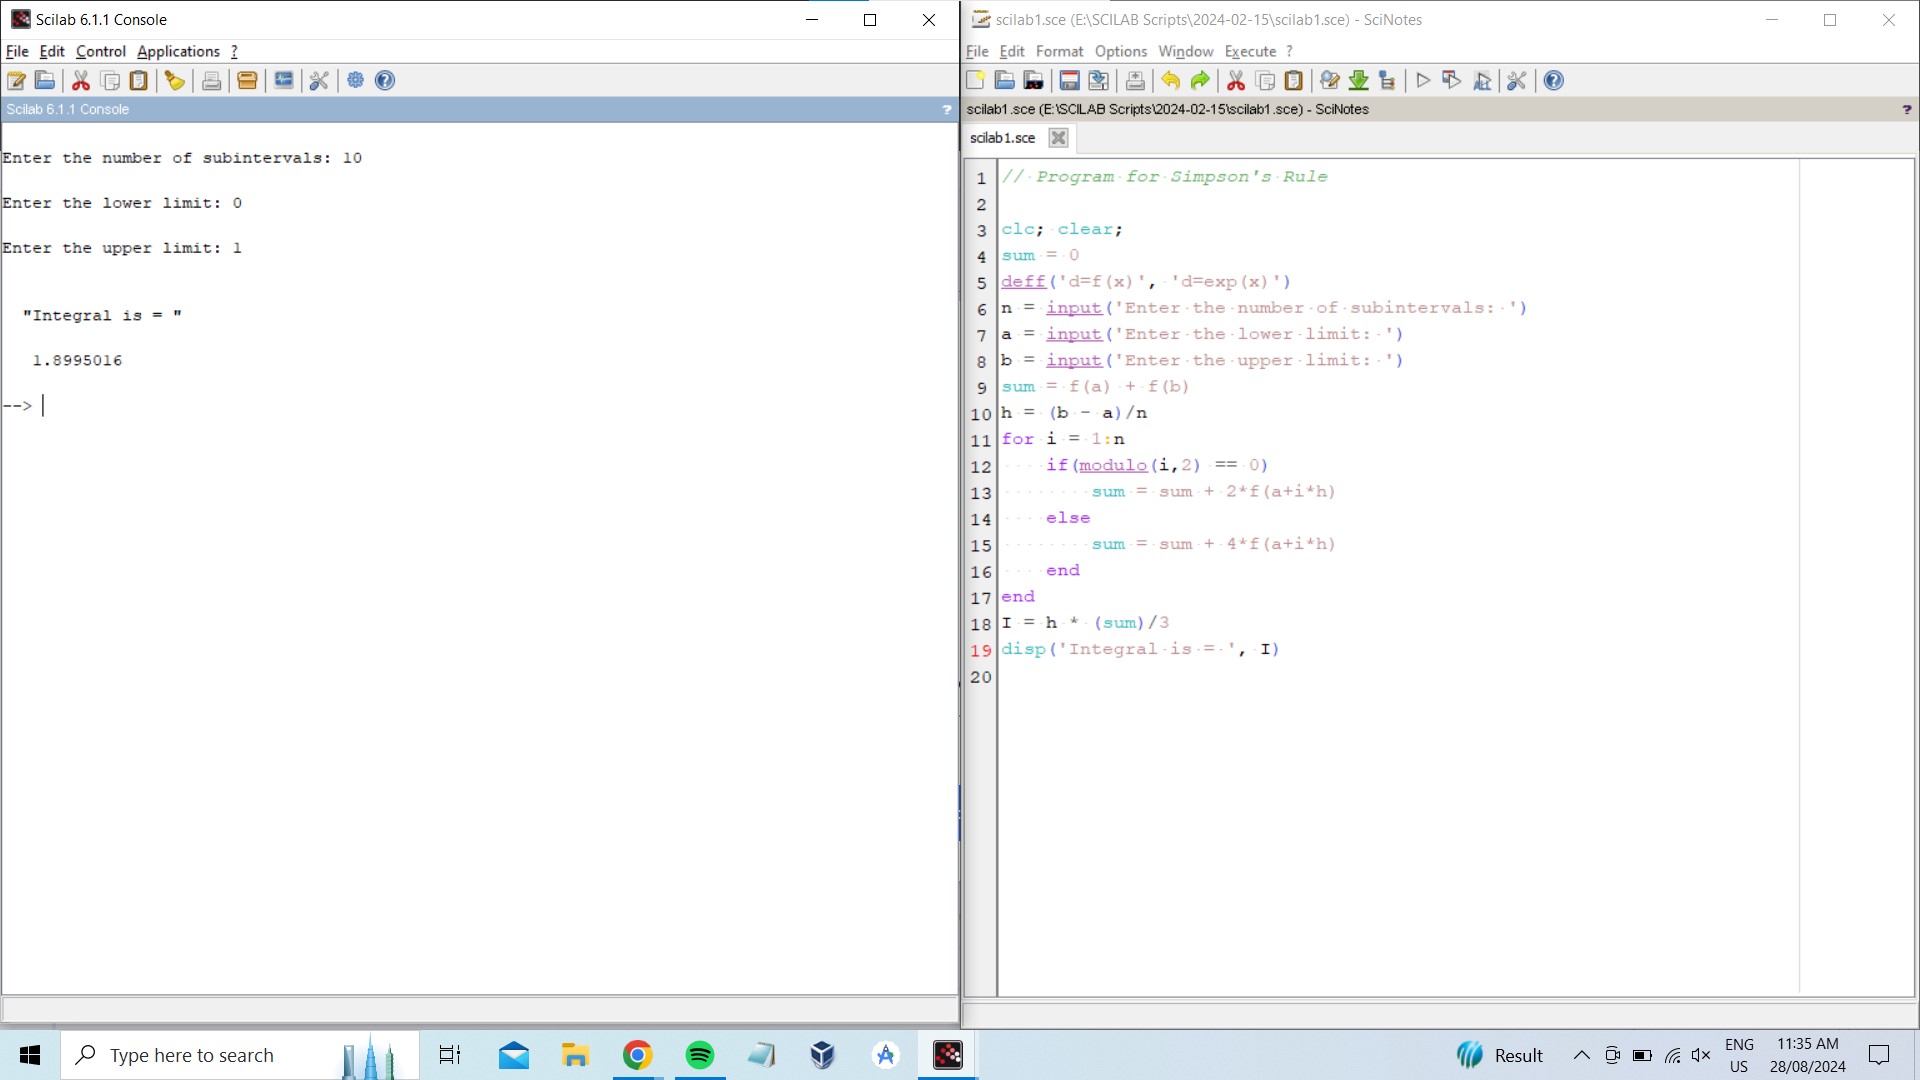 Scilab 6.1.1 Console
File Edit Control Applications ?
Scilab 6.1.1 Console ?
Enter the number of subintervals: 10
Enter the lower limit: 0
Enter the upper limit: 1
"Integral is = "
1.8995016
-->
scilab1.sce (E:\SCILAB Scripts\2024-02-15\scilab1.sce) - SciNotes
File Edit Format Options Window Execute ?
scilab1.sce (E:\SCILAB Scripts\2024-02-15\scilab1.sce) - SciNotes ?
scilab1.sce
1 // Program for Simpson's Rule
2
3 clc; clear;
4 sum = 0
5 deff('d=f(x)', 'd=exp(x)')
6 n = input('Enter the number of subintervals: ')
7 a = input('Enter the lower limit: ')
8 b = input('Enter the upper limit: ')
9 sum = f(a) + f(b)
10 h = (b - a)/n
11 for i = 1:n
12     if(modulo(i,2) == 0)
13         sum = sum + 2*f(a+i*h)
14     else
15         sum = sum + 4*f(a+i*h)
16     end
17 end
18 I = h * (sum)/3
19 disp('Integral is = ', I)
20
Type here to search
Result
ENG
US
11:35 AM
28/08/2024